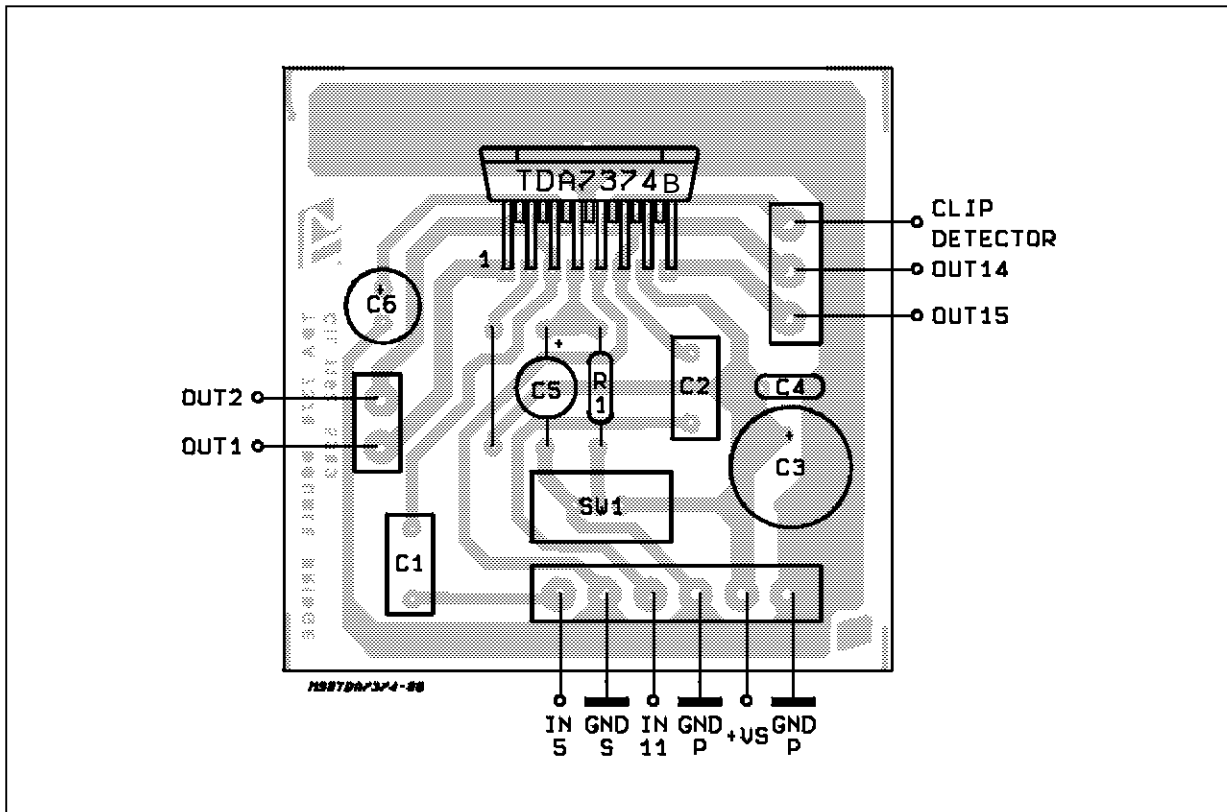 TDA7374B
1
CLIP
DETECTOR
OUT14
OUT15
C6
C5
R
1
C2
C4
OUT2
OUT1
C3
SW1
C1
IN
5
GND
S
IN
11
GND
P
+VS
GND
P